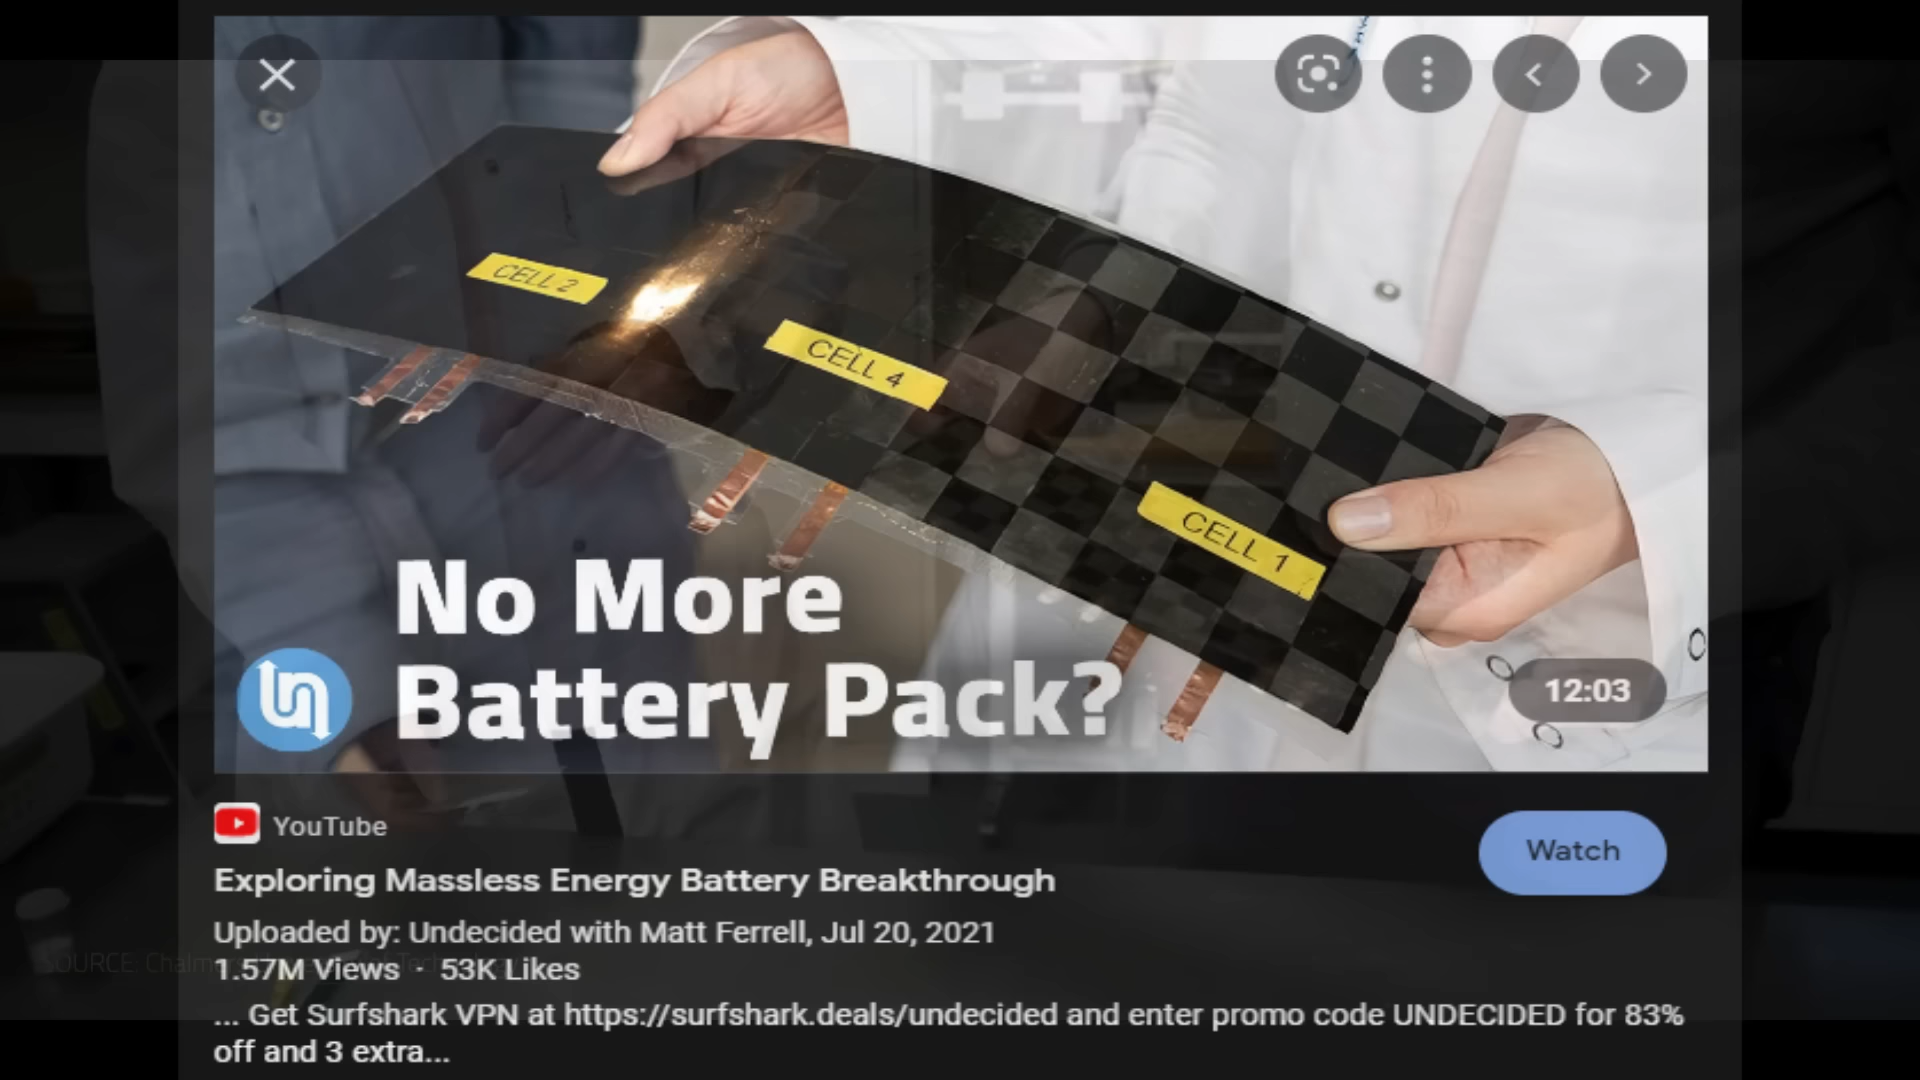 CELL 2
CELL 4
CELL 1
No More
Battery Pack?
12:03
YouTube
Watch
Exploring Massless Energy Battery Breakthrough
Uploaded by: Undecided with Matt Ferrell, Jul 20, 2021
1.57M Views · 53K Likes
SOURCE: Chalm
... Get Surfshark VPN at https://surfshark.deals/undecided and enter promo code UNDECIDED for 83%
off and 3 extra...